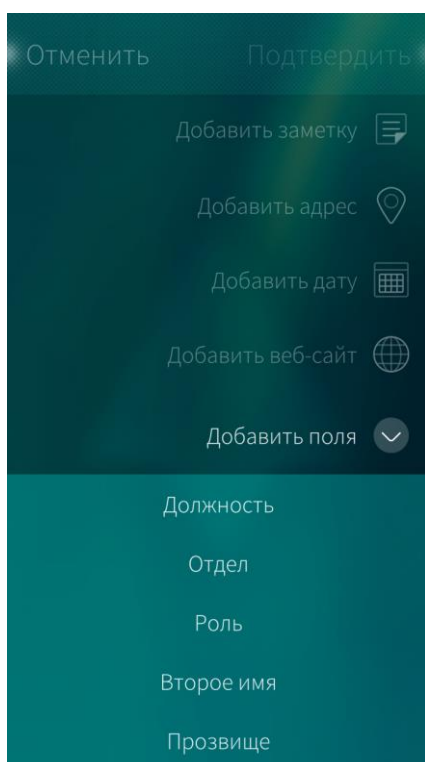 Отменить Подтвердить
Добавить заметку
Добавить адрес
Добавить дату
Добавить веб-сайт
Добавить поля
Должность
Отдел
Роль
Второе имя
Прозвище